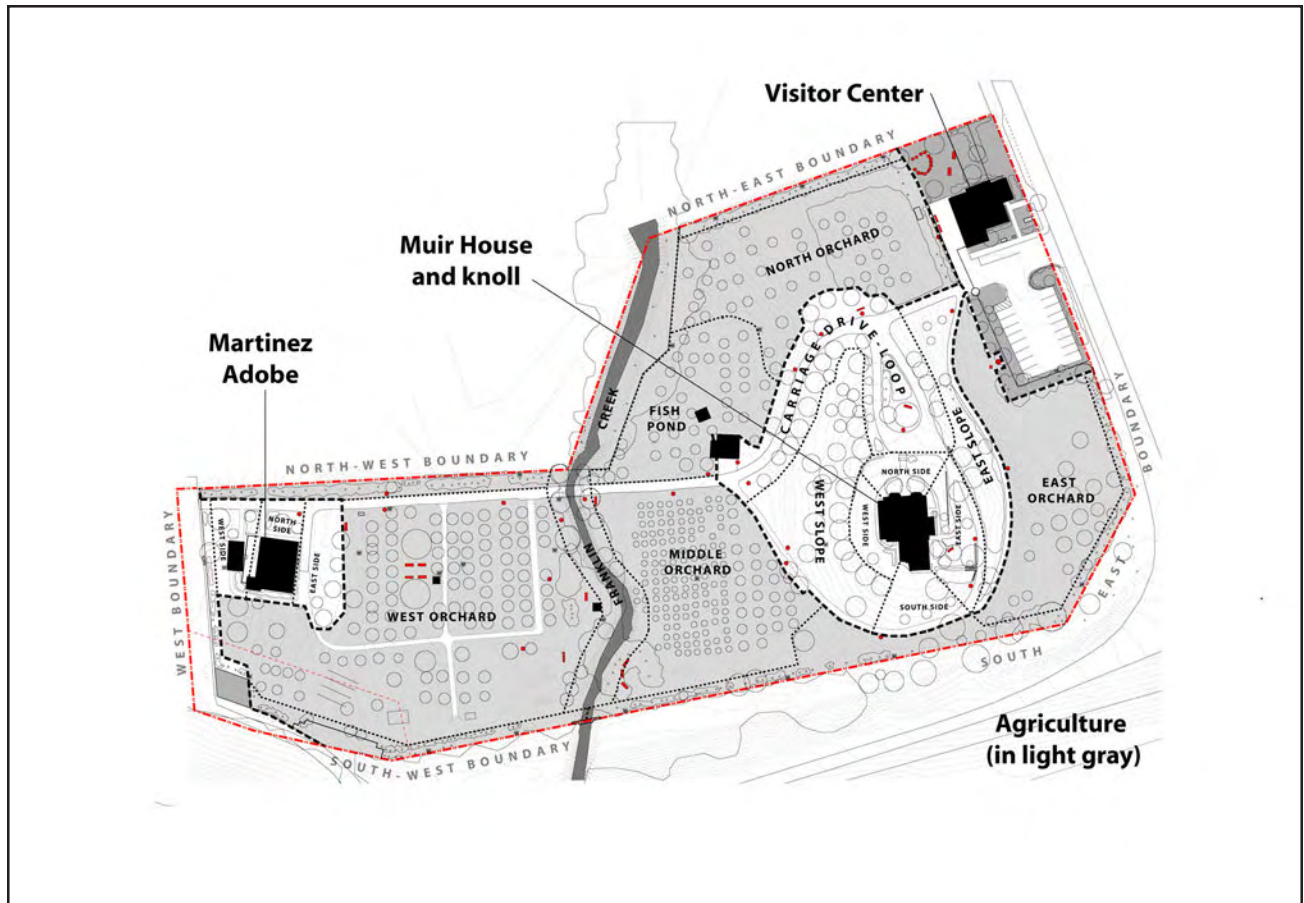 Visitor Center
NORTH-EAST BOUNDARY
Muir House
and knoll
NORTH ORCHARD
Martinez
Adobe
CARRIAGE DRIVE LOOP
CREEK
FISH
POND
BOUNDARY
NORTH-WEST BOUNDARY
EAST SLOPE
NORTH SIDE
EAST
ORCHARD
WEST SLOPE
WEST SIDE
EAST SIDE
WEST SIDE
NORTH
SIDE
EAST SIDE
MIDDLE
ORCHARD
FRANKLIN
EAST
WEST BOUNDARY
WEST ORCHARD
SOUTH SIDE
SOUTH
Agriculture
(in light gray)
SOUTH-WEST BOUNDARY